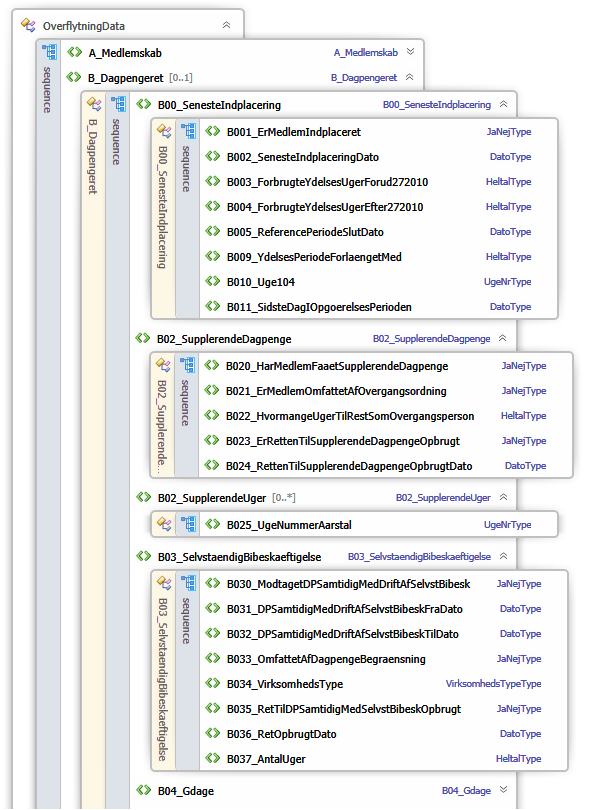 OverflytningData
sequence
A_Medlemskab A_Medlemskab
B_Dagpengeret [0..1] B_Dagpengeret
B_Dagpengeret
sequence
B00_SenesteIndplacering B00_SenesteIndplacering
B00_SenesteIndplacering
sequence
B001_ErMedlemIndplaceret JaNejType
B002_SenesteIndplaceringDato DatoType
B003_ForbrugteYdelsesUgerForud272010 HeltalType
B004_ForbrugteYdelsesUgerEfter272010 HeltalType
B005_ReferencePeriodeSlutDato DatoType
B009_YdelsesPeriodeForlaengetMed HeltalType
B010_Uge104 UgeNrType
B011_SidsteDagIOpgoerelsesPerioden DatoType
B02_SupplerendeDagpenge B02_SupplerendeDagpenge
B02_Supplerende...
sequence
B020_HarMedlemFaaetSupplerendeDagpenge JaNejType
B021_ErMedlemOmfattetAfOvergangsordning JaNejType
B022_HvormangeUgerTilRestSomOvergangsperson HeltalType
B023_ErRettenTilSupplerendeDagpengeOpbrugt JaNejType
B024_RettenTilSupplerendeDagpengeOpbrugtDato DatoType
B02_SupplerendeUger [0..*] B02_SupplerendeUger
B025_UgeNummerAarstal UgeNrType
B03_SelvstaendigBibeskaeftigelse B03_SelvstaendigBibeskaeftigelse
B03_SelvstaendigBibeskaeftigelse
sequence
B030_ModtagetDPSamtidigMedDriftAfSelvstBibesk JaNejType
B031_DPSamtidigMedDriftAfSelvstBibeskFraDato DatoType
B032_DPSamtidigMedDriftAfSelvstBibeskTilDato DatoType
B033_OmfattetAfDagpengeBegraensning JaNejType
B034_VirksomhedsType VirksomhedsTypeType
B035_RetTilDPSamtidigMedSelvstBibeskOpbrugt JaNejType
B036_RetOpbrugtDato DatoType
B037_AntalUger HeltalType
B04_Gdage B04_Gdage